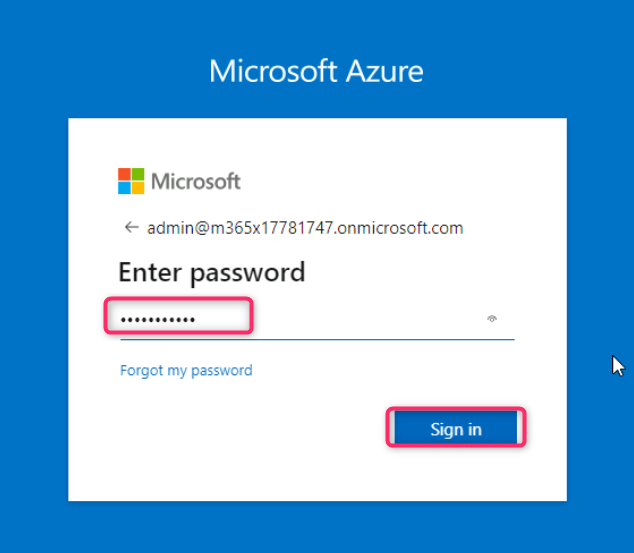 Microsoft Azure
Microsoft
admin@m365x17781747.onmicrosoft.com
Enter password
•••••••••••
Forgot my password
Sign in